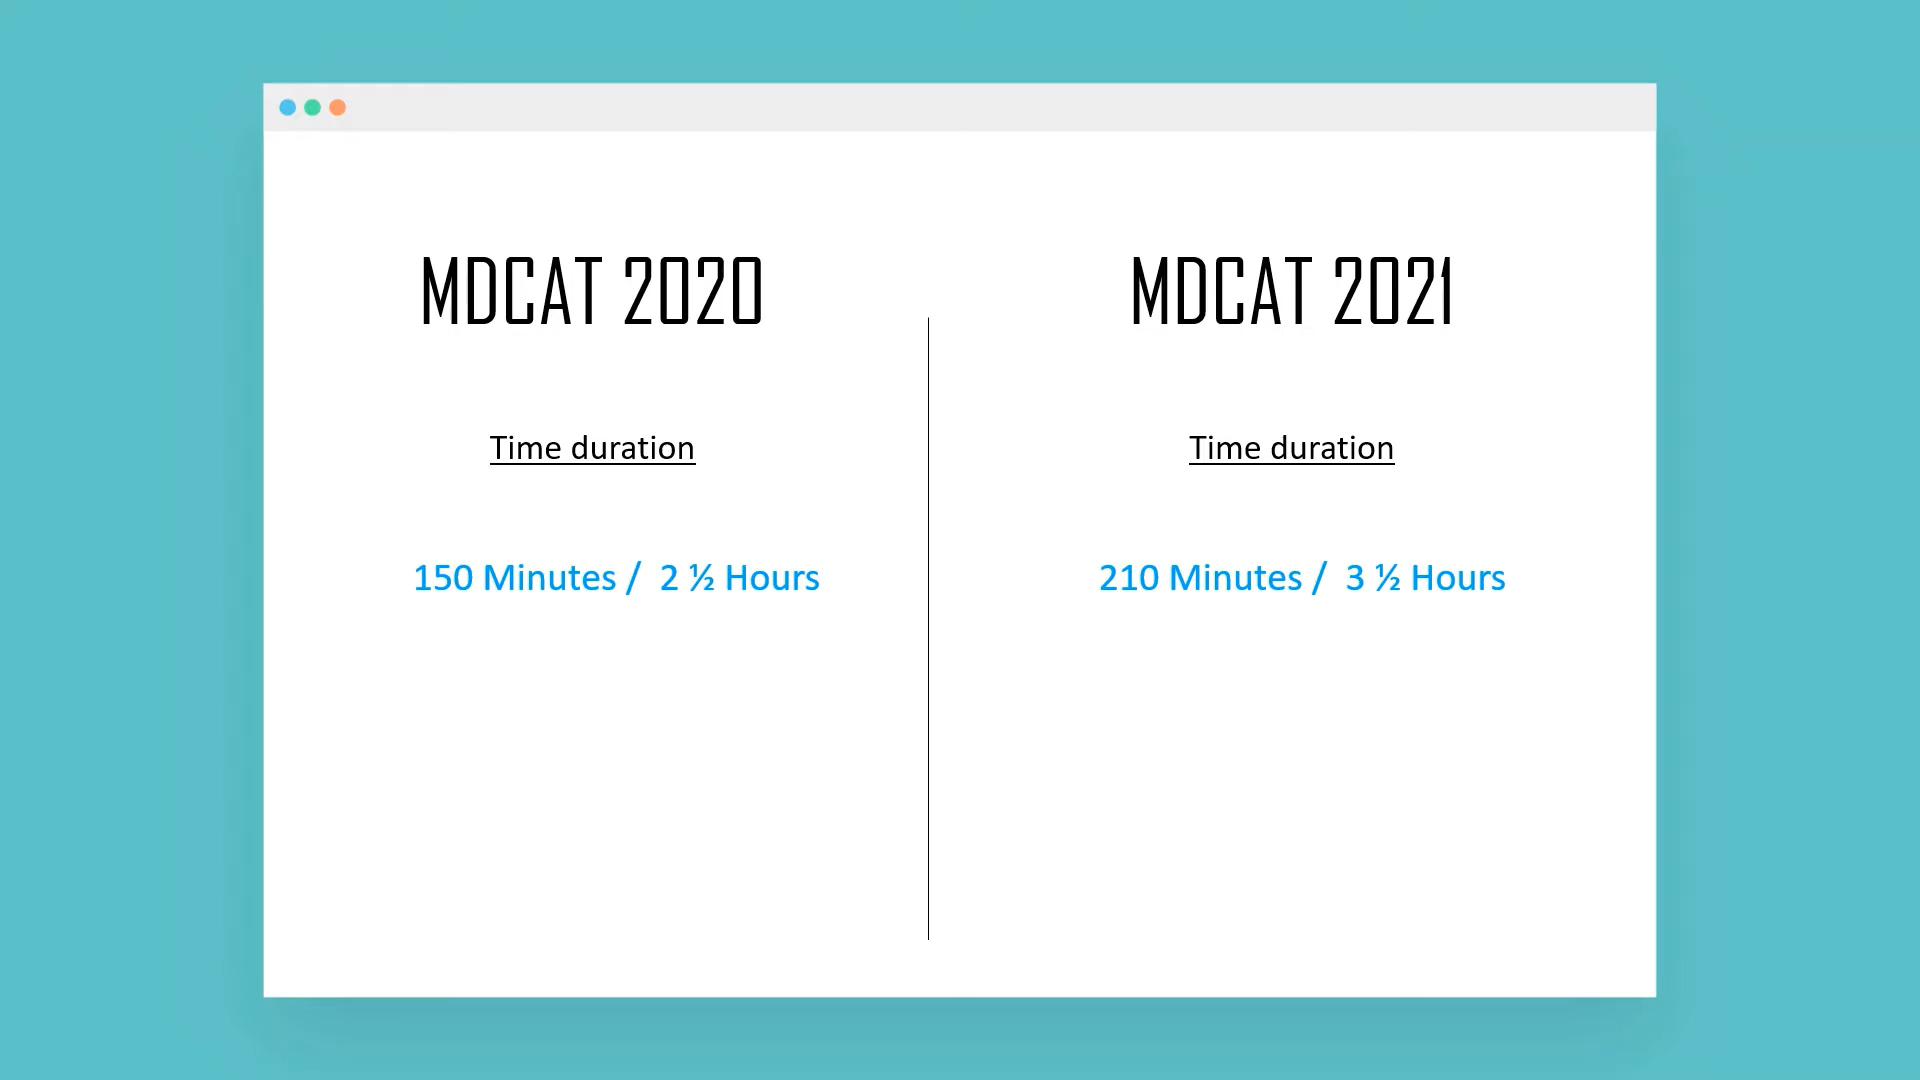 MDCAT 2020
Time duration
150 Minutes /  2 ½ Hours
MDCAT 2021
Time duration
210 Minutes /  3 ½ Hours